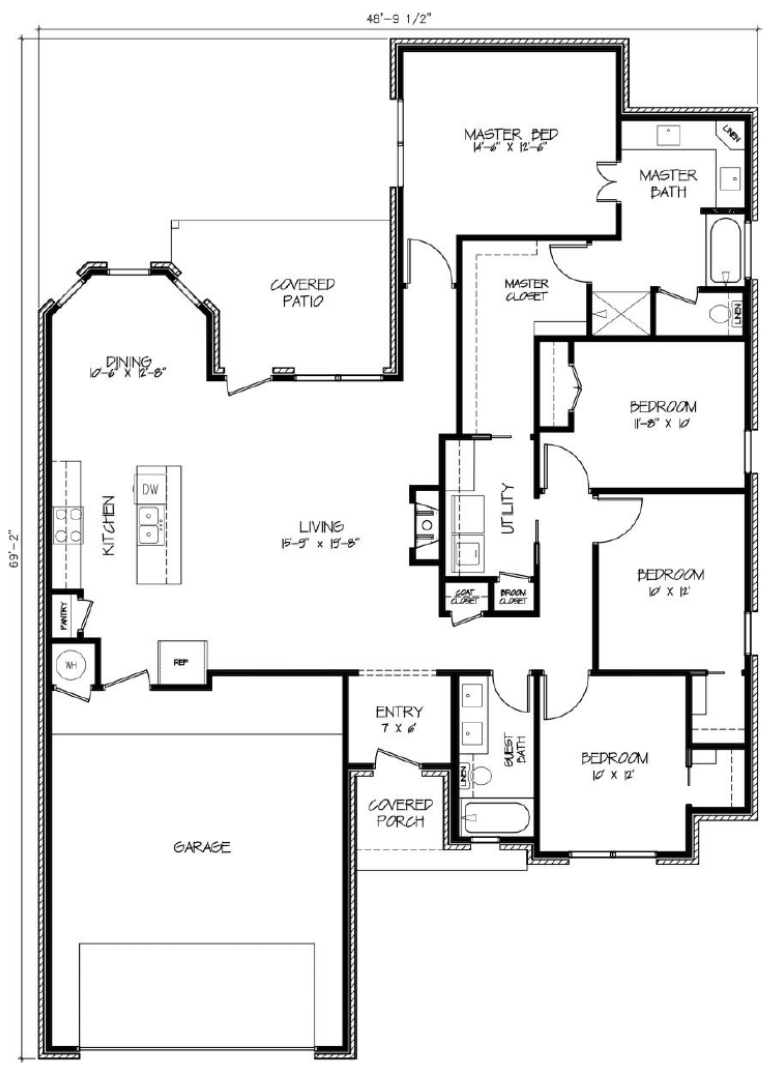 48'-9 1/2"
MASTER BED
14'-6" X 12'-6"
LINEN
MASTER
BATH
COVERED
PATIO
MASTER
CLOSET
LINEN
DINING
10'-6" X 12'-8"
BEDROOM
11'-8" X 10'
DW
KITCHEN
UTILITY
LIVING
15'-9" X 19'-8"
69'-2"
BEDROOM
10' X 12'
COAT
CLOSET
BROOM
CLOSET
PANTRY
WH
REF
ENTRY
7 X 6'
GUEST
BATH
BEDROOM
10' X 12'
LINEN
COVERED
PORCH
GARAGE